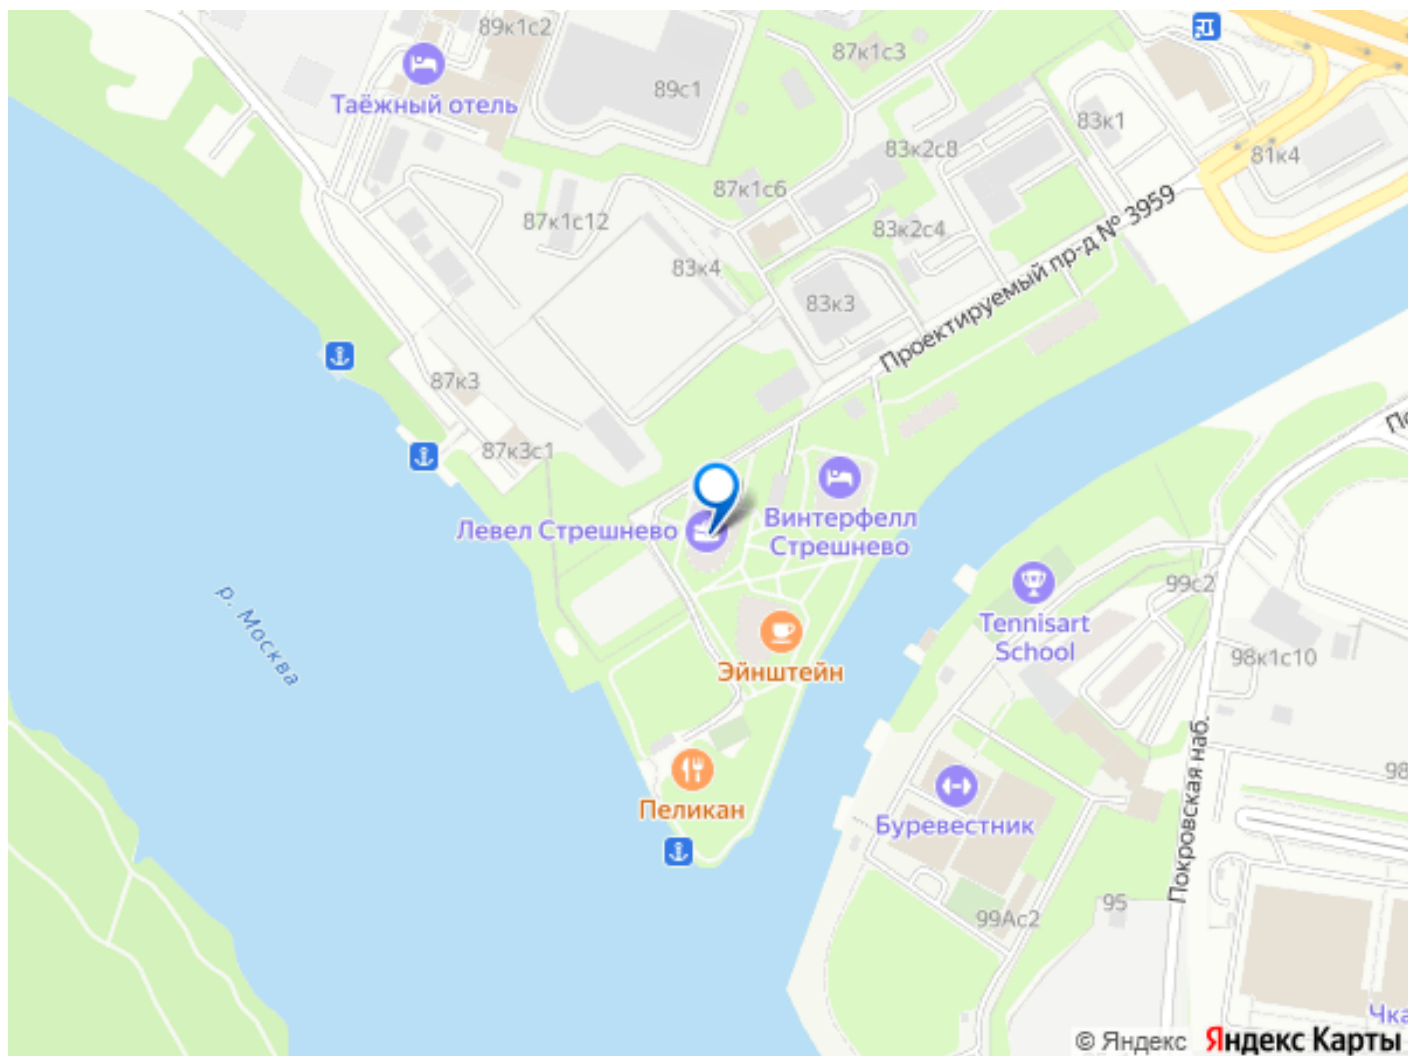 89к1с2
87к1с3
Таёжный отель
89с1
83к1
83к2с8
81к4
87к1с6
87к1с12
83к2с4
Проектируемый пр-д № 3959
83к4
83к3
87к3
87к3с1
Левел Стрешнево
Винтерфелл
Стрешнево
р. Москва
99с2
Tennisart
School
98к1с10
Эйнштейн
Покровская наб.
98
Пеликан
Буревестник
95
99Ас2
Чка
© Яндекс
Яндекс Карты